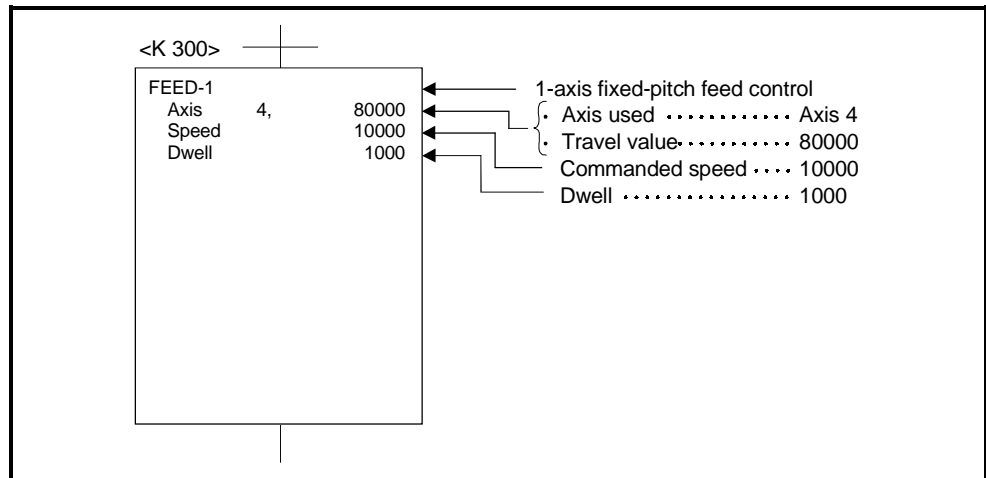 <K 300>
FEED-1
Axis 4, 80000
Speed 10000
Dwell 1000
1-axis fixed-pitch feed control
· Axis used ············ Axis 4
· Travel value··········· 80000
Commanded speed ···· 10000
Dwell ················ 1000